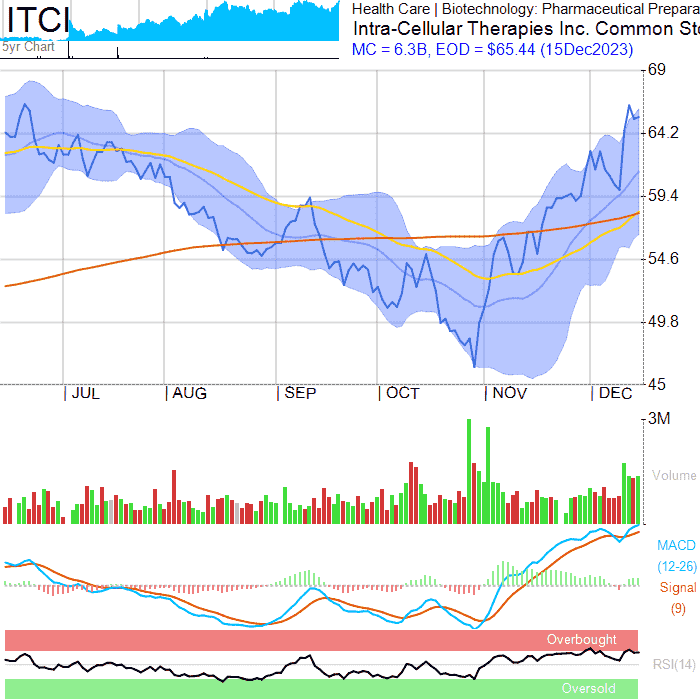 ITCI
5yr Chart
Health Care | Biotechnology: Pharmaceutical Prepara
Intra-Cellular Therapies Inc. Common Sto
MC = 6.3B, EOD = $65.44 (15Dec2023)
69
64.2
59.4
54.6
49.8
45
JUL AUG SEP OCT NOV DEC
3M
Volume
MACD
(12-26)
Signal
(9)
Overbought
RSI(14)
Oversold